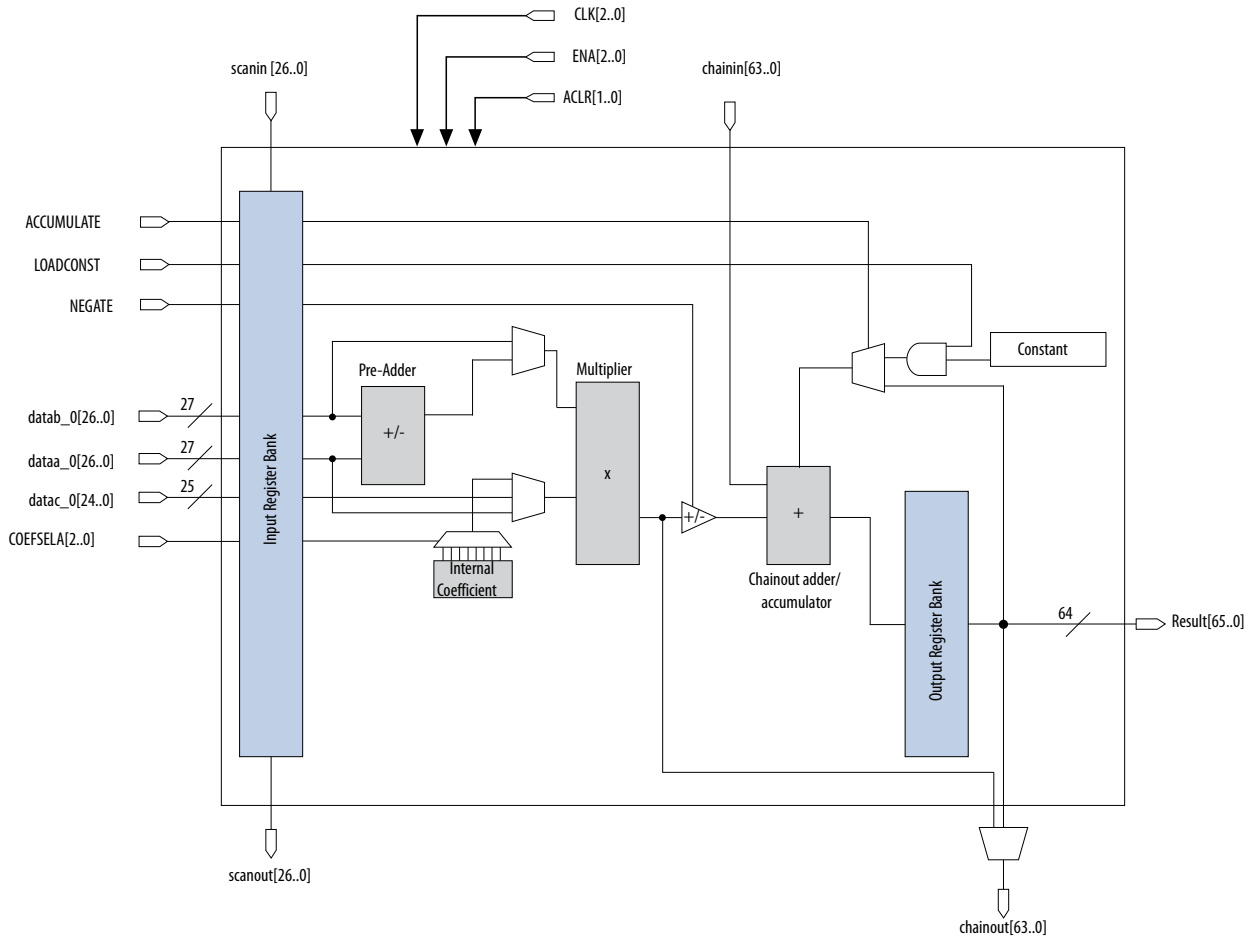 CLK[2..0]
ENA[2..0]
ACLR[1..0]
scanin [26..0]
chainin[63..0]
ACCUMULATE
LOADCONST
NEGATE
Constant
Pre-Adder
Multiplier
27
datab_0[26..0]
+/-
27
dataa_0[26..0]
25
datac_0[24..0]
x
COEFSELA[2..0]
Input Register Bank
+/-
+
Internal
Coefficient
Chainout adder/
accumulator
Output Register Bank
64
Result[65..0]
scanout[26..0]
chainout[63..0]